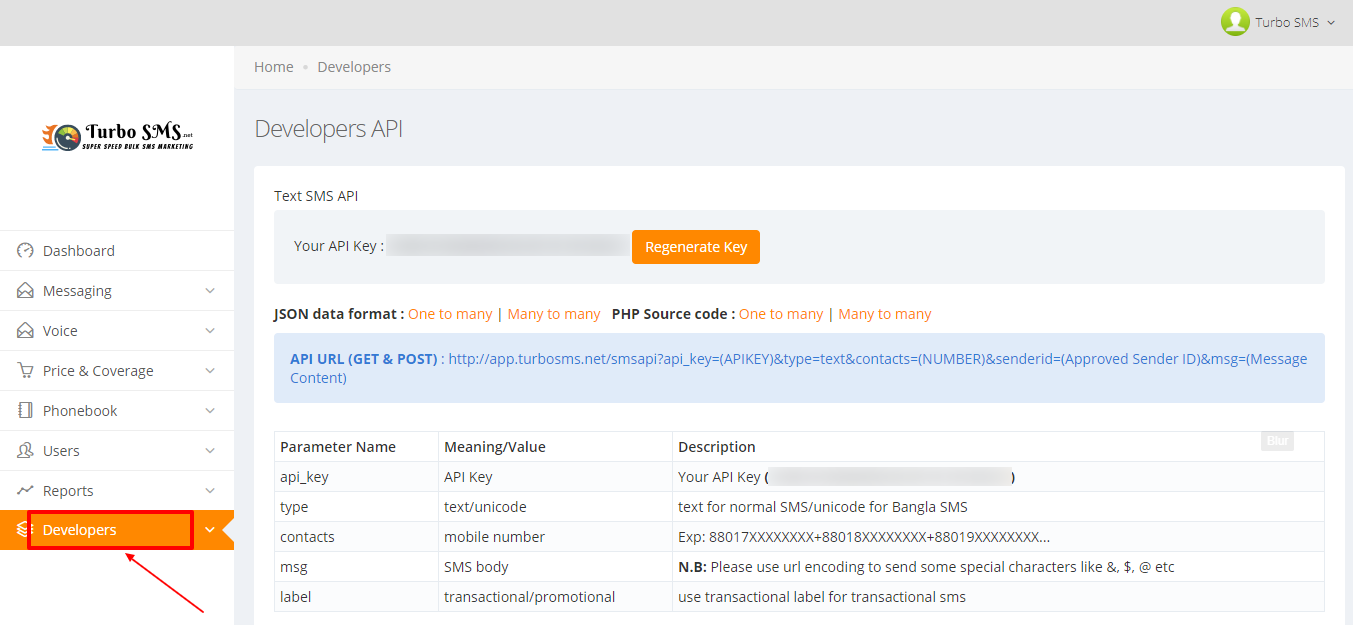 Turbo SMS
Home • Developers
Turbo SMS.net
SUPER SPEED BULK SMS MARKETING
Developers API
Text SMS API
Your API Key :
Regenerate Key
Dashboard
Messaging
Voice
Price & Coverage
Phonebook
Users
Reports
Developers
JSON data format : One to many | Many to many PHP Source code : One to many | Many to many
API URL (GET & POST) : http://app.turbosms.net/smsapi?api_key=(APIKEY)&type=text&contacts=(NUMBER)&senderid=(Approved Sender ID)&msg=(Message
Content)
Blur
Parameter Name Meaning/Value Description
api_key API Key Your API Key ( )
type text/unicode text for normal SMS/unicode for Bangla SMS
contacts mobile number Exp: 88017XXXXXXXX+88018XXXXXXXX+88019XXXXXXXX...
msg SMS body N.B: Please use url encoding to send some special characters like &, $, @ etc
label transactional/promotional use transactional label for transactional sms